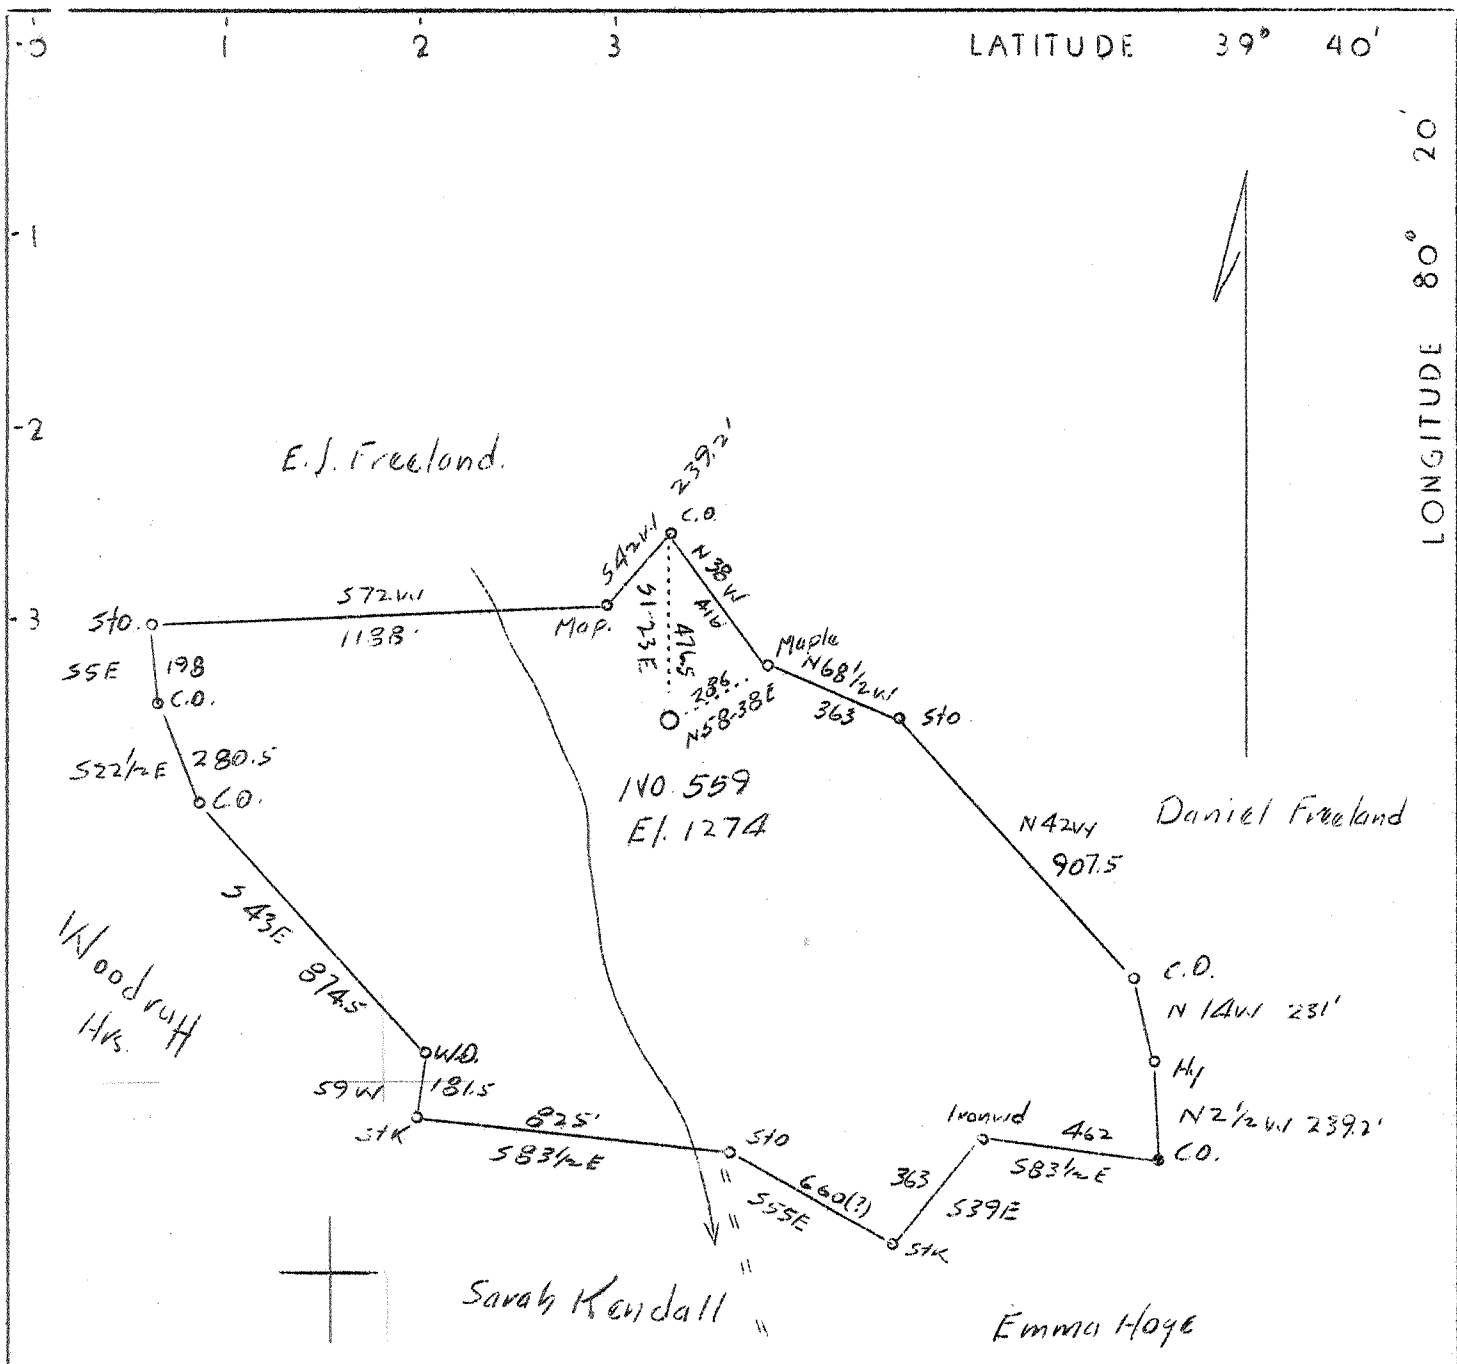 -0 1 2 3 LATITUDE 39° 40'
LONGITUDE 80° 20'
-1
-2
-3
E.J. Freeland.
239.2'
C.O.
S42W
N38W
416
S72W
1138'
Sto.
Map.
S1-23E
476.5
Maple
N68½W
363
Sto.
286
N58-38E
S5E 198
C.O.
S22½E 280.5
C.O.
NO. 559
El. 1274
N42W
907.5
Daniel Freeland
S43E 874.5
Woodruff
Hrs.
C.O.
N14W 231'
Hy
N2½W 239.2'
C.O.
W.O.
S9W 181.5
Stk
825'
S83½E
Sto
660(?)
S55E
Stk
363
S39E
Ironwd
462
S83½E
Sarah Kendall
Emma Hoge